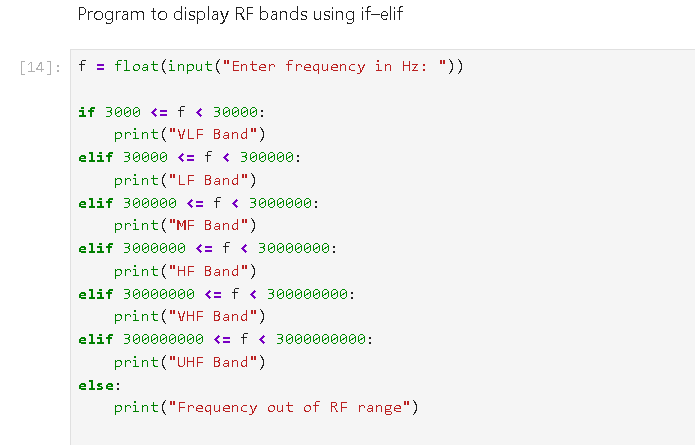 Program to display RF bands using if–elif
[14]: f = float(input("Enter frequency in Hz: "))
if 3000 <= f < 30000:
print("VLF Band")
elif 30000 <= f < 300000:
print("LF Band")
elif 300000 <= f < 3000000:
print("MF Band")
elif 3000000 <= f < 30000000:
print("HF Band")
elif 30000000 <= f < 300000000:
print("VHF Band")
elif 300000000 <= f < 3000000000:
print("UHF Band")
else:
print("Frequency out of RF range")